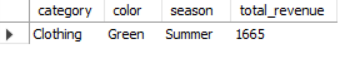 category color season total_revenue
Clothing Green Summer 1665